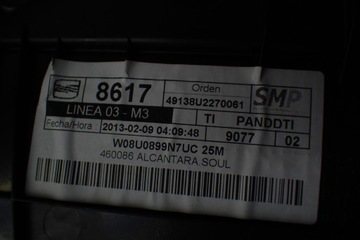 8617
Orden
49138U2270061
SMP
LINEA 03 - M3
TI PANDDTI
Fecha/Hora 2013-02-09 04:09:48 9077 02
W08U0899N7UC 25M
460086 ALCANTARA SOUL